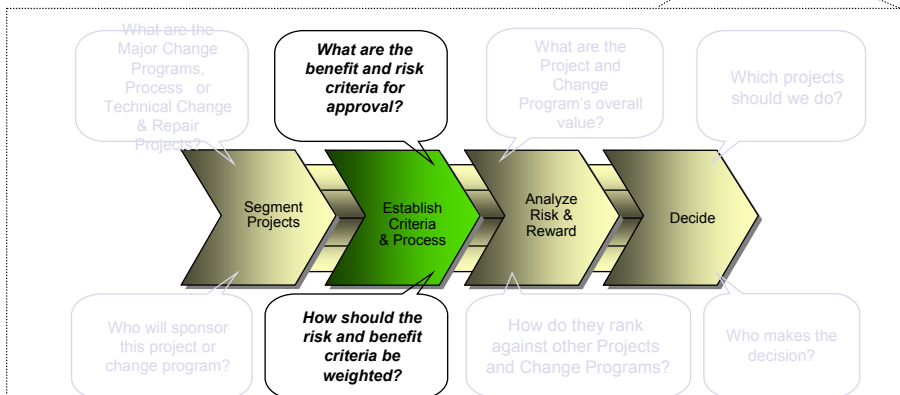 What are the
Major Change
Programs,
Process or
Technical Change
& Repair
Projects?
What are the
benefit and risk
criteria for
approval?
What are the
Project and
Change
Program's overall
value?
Which projects
should we do?
Segment
Projects
Establish
Criteria
& Process
Analyze
Risk &
Reward
Decide
Who will sponsor
this project or
change program?
How should the
risk and benefit
criteria be
weighted?
How do they rank
against other Projects
and Change Programs?
Who makes the
decision?